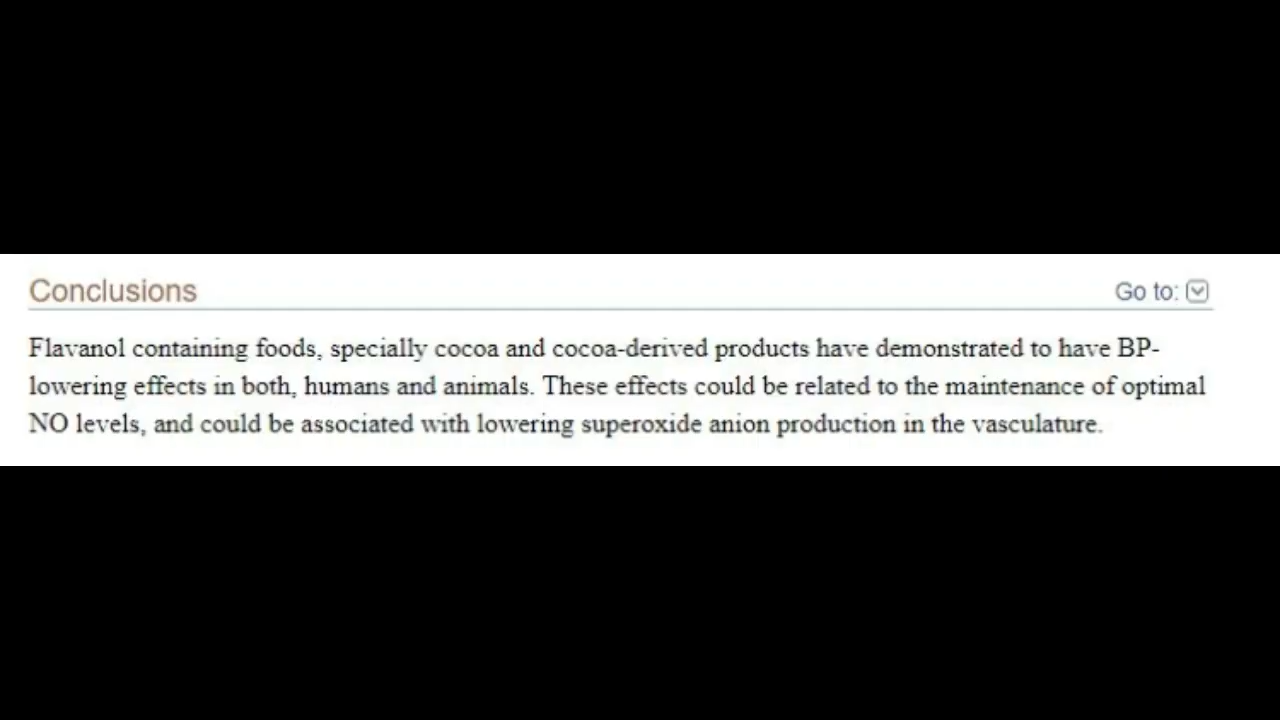 Conclusions
Go to:
Flavanol containing foods, specially cocoa and cocoa-derived products have demonstrated to have BP-
lowering effects in both, humans and animals. These effects could be related to the maintenance of optimal
NO levels, and could be associated with lowering superoxide anion production in the vasculature.